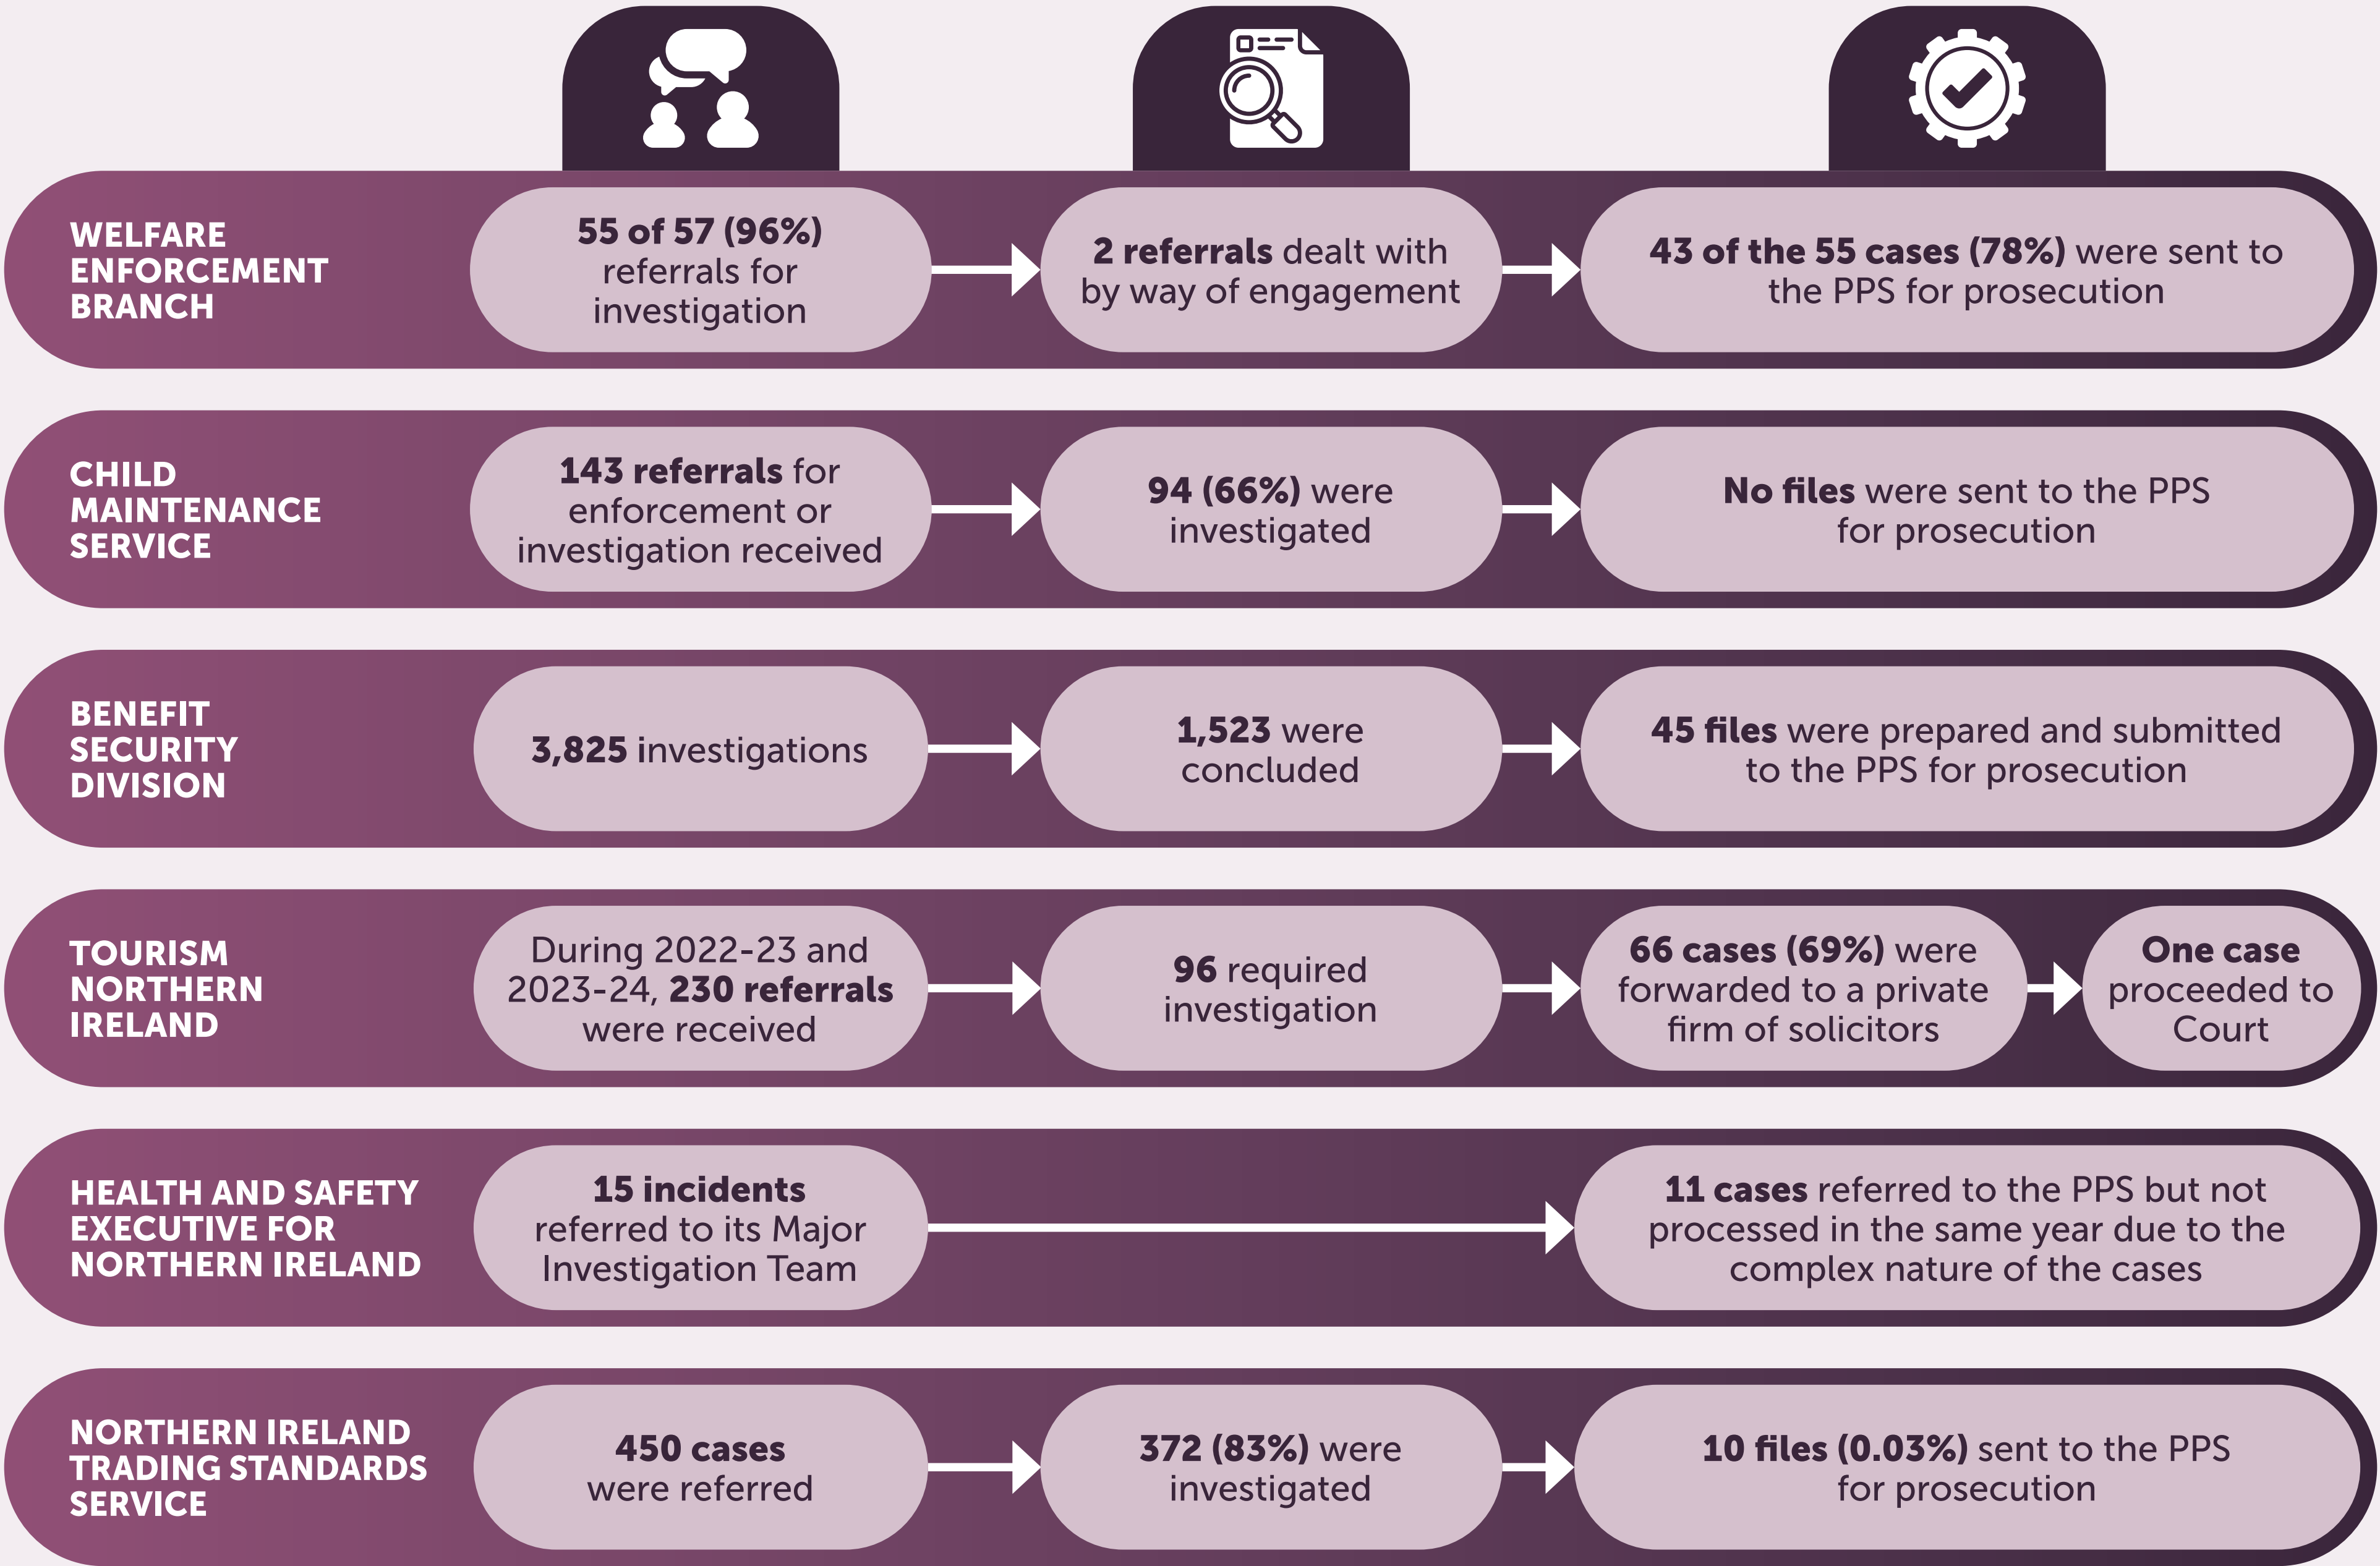 WELFARE
ENFORCEMENT
BRANCH
55 of 57 (96%)
referrals for
investigation
2 referrals dealt with
by way of engagement
43 of the 55 cases (78%) were sent to
the PPS for prosecution
CHILD
MAINTENANCE
SERVICE
143 referrals for
enforcement or
investigation received
94 (66%) were
investigated
No files were sent to the PPS
for prosecution
BENEFIT
SECURITY
DIVISION
3,825 investigations
1,523 were
concluded
45 files were prepared and submitted
to the PPS for prosecution
TOURISM
NORTHERN
IRELAND
During 2022-23 and
2023-24, 230 referrals
were received
96 required
investigation
66 cases (69%) were
forwarded to a private
firm of solicitors
One case
proceeded to
Court
HEALTH AND SAFETY
EXECUTIVE FOR
NORTHERN IRELAND
15 incidents
referred to its Major
Investigation Team
11 cases referred to the PPS but not
processed in the same year due to the
complex nature of the cases
NORTHERN IRELAND
TRADING STANDARDS
SERVICE
450 cases
were referred
372 (83%) were
investigated
10 files (0.03%) sent to the PPS
for prosecution